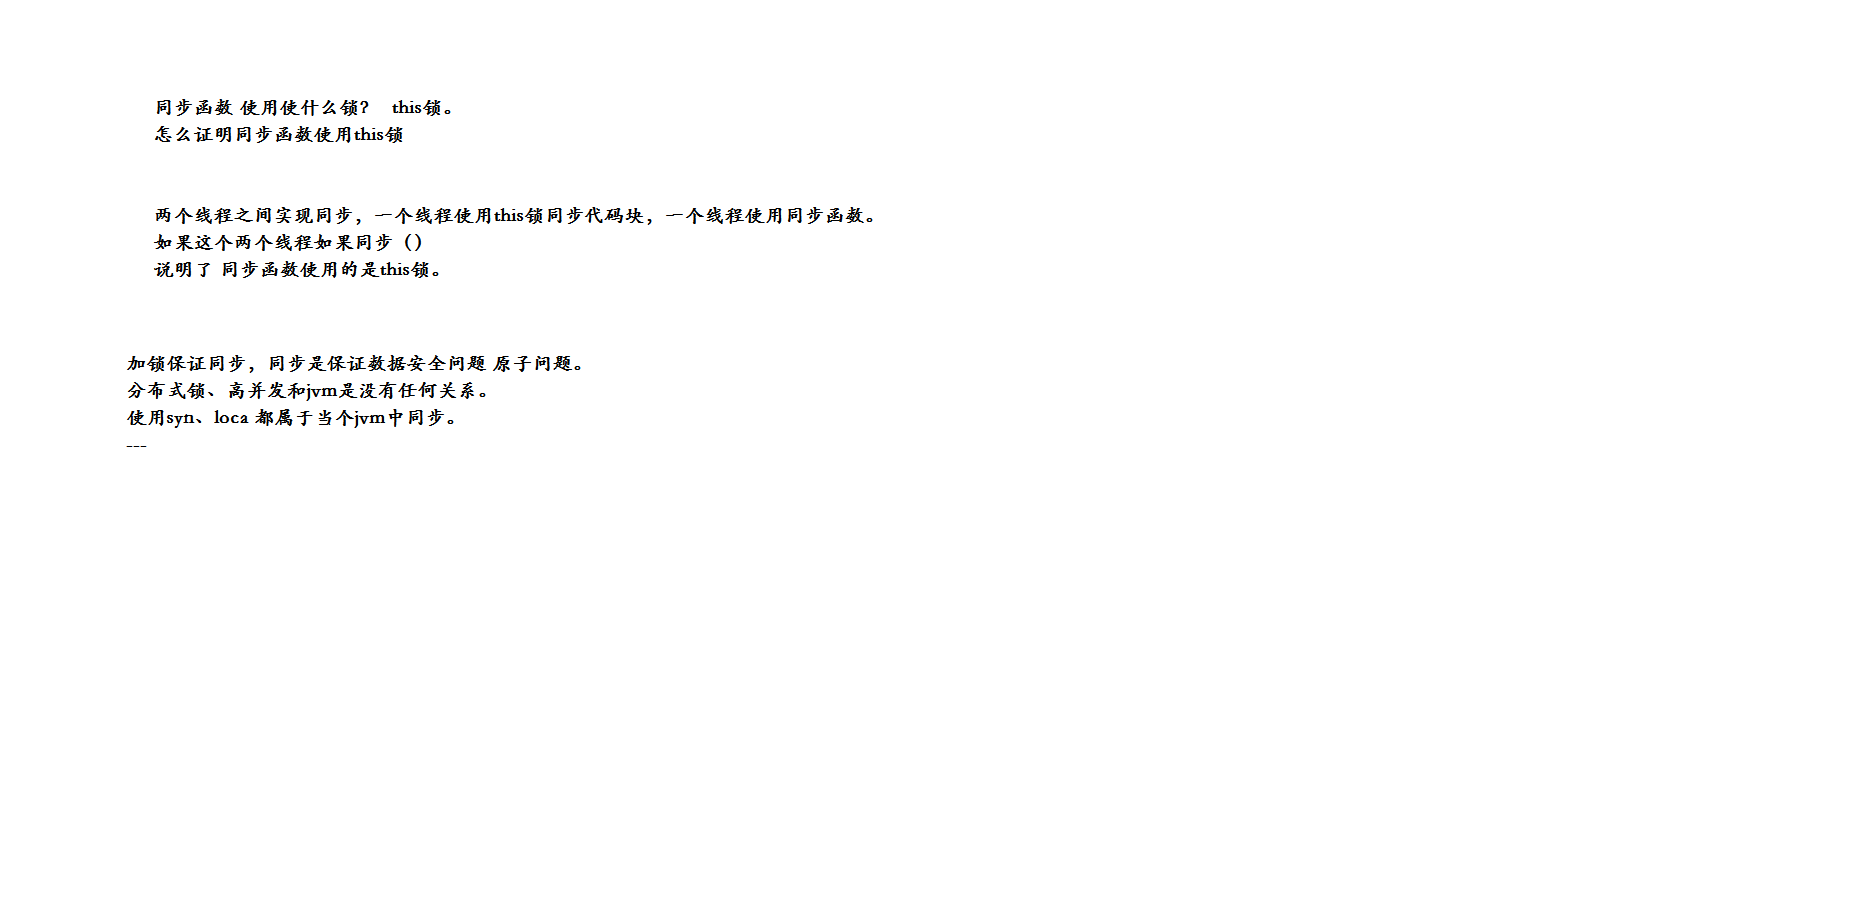 同步函数 使用使什么锁？ this锁。
怎么证明同步函数使用this锁
两个线程之间实现同步，一个线程使用this锁同步代码块，一个线程使用同步函数。
如果这个两个线程如果同步（）
说明了 同步函数使用的是this锁。
加锁保证同步，同步是保证数据安全问题 原子问题。
分布式锁、高并发和jvm是没有任何关系。
使用syn、loca 都属于当个jvm中同步。
---